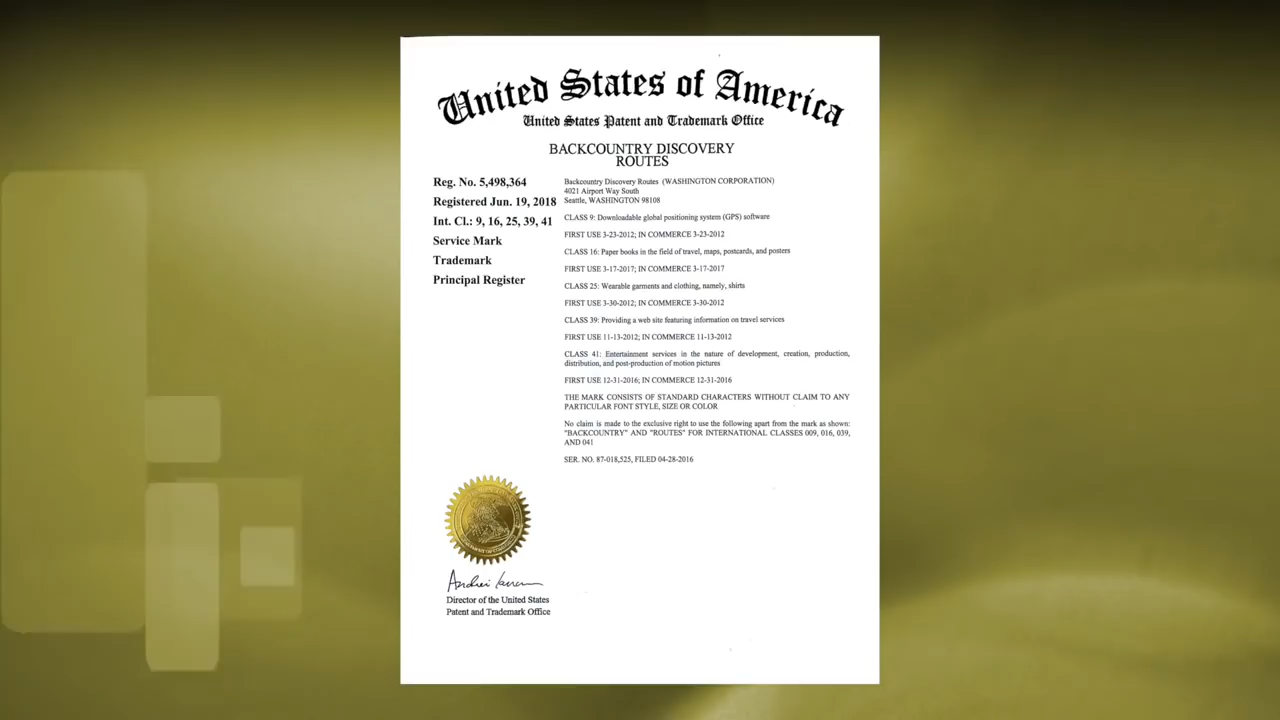 United States of America
United States Patent and Trademark Office
BACKCOUNTRY DISCOVERY
ROUTES
Reg. No. 5,498,364
Registered Jun. 19, 2018
Int. Cl.: 9, 16, 25, 39, 41
Service Mark
Trademark
Principal Register
Backcountry Discovery Routes (WASHINGTON CORPORATION)
4021 Airport Way South
Seattle, WASHINGTON 98108
CLASS 9: Downloadable global positioning system (GPS) software
FIRST USE 3-23-2012; IN COMMERCE 3-23-2012
CLASS 16: Paper books in the field of travel, maps, postcards, and posters
FIRST USE 3-17-2017; IN COMMERCE 3-17-2017
CLASS 25: Wearable garments and clothing, namely, shirts
FIRST USE 3-30-2012; IN COMMERCE 3-30-2012
CLASS 39: Providing a web site featuring information on travel services
FIRST USE 11-13-2012; IN COMMERCE 11-13-2012
CLASS 41: Entertainment services in the nature of development, creation, production,
distribution, and post-production of motion pictures
FIRST USE 12-31-2016; IN COMMERCE 12-31-2016
THE MARK CONSISTS OF STANDARD CHARACTERS WITHOUT CLAIM TO ANY
PARTICULAR FONT STYLE, SIZE OR COLOR
No claim is made to the exclusive right to use the following apart from the mark as shown:
"BACKCOUNTRY" AND "ROUTES" FOR INTERNATIONAL CLASSES 009, 016, 039,
AND 041
SER. NO. 87-018,525, FILED 04-28-2016
Director of the United States
Patent and Trademark Office